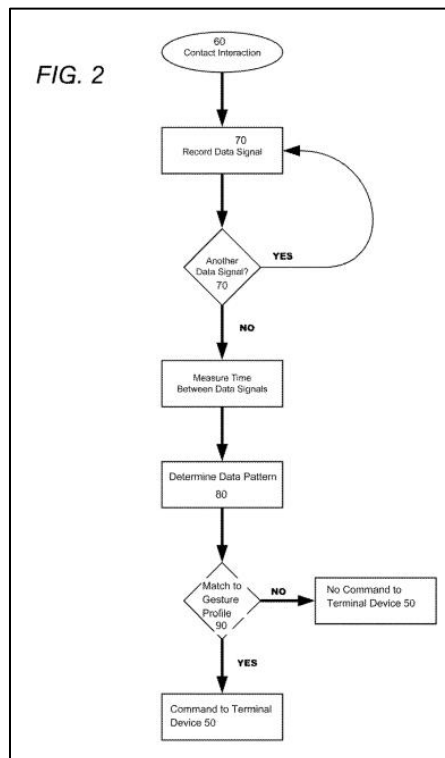 FIG. 2
60
Contact Interaction
70
Record Data Signal
Another
Data Signal?
70
YES
NO
Measure Time
Between Data Signals
Determine Data Pattern
80
Match to
Gesture
Profile
90
NO
No Command to
Terminal Device 50
YES
Command to Terminal
Device 50